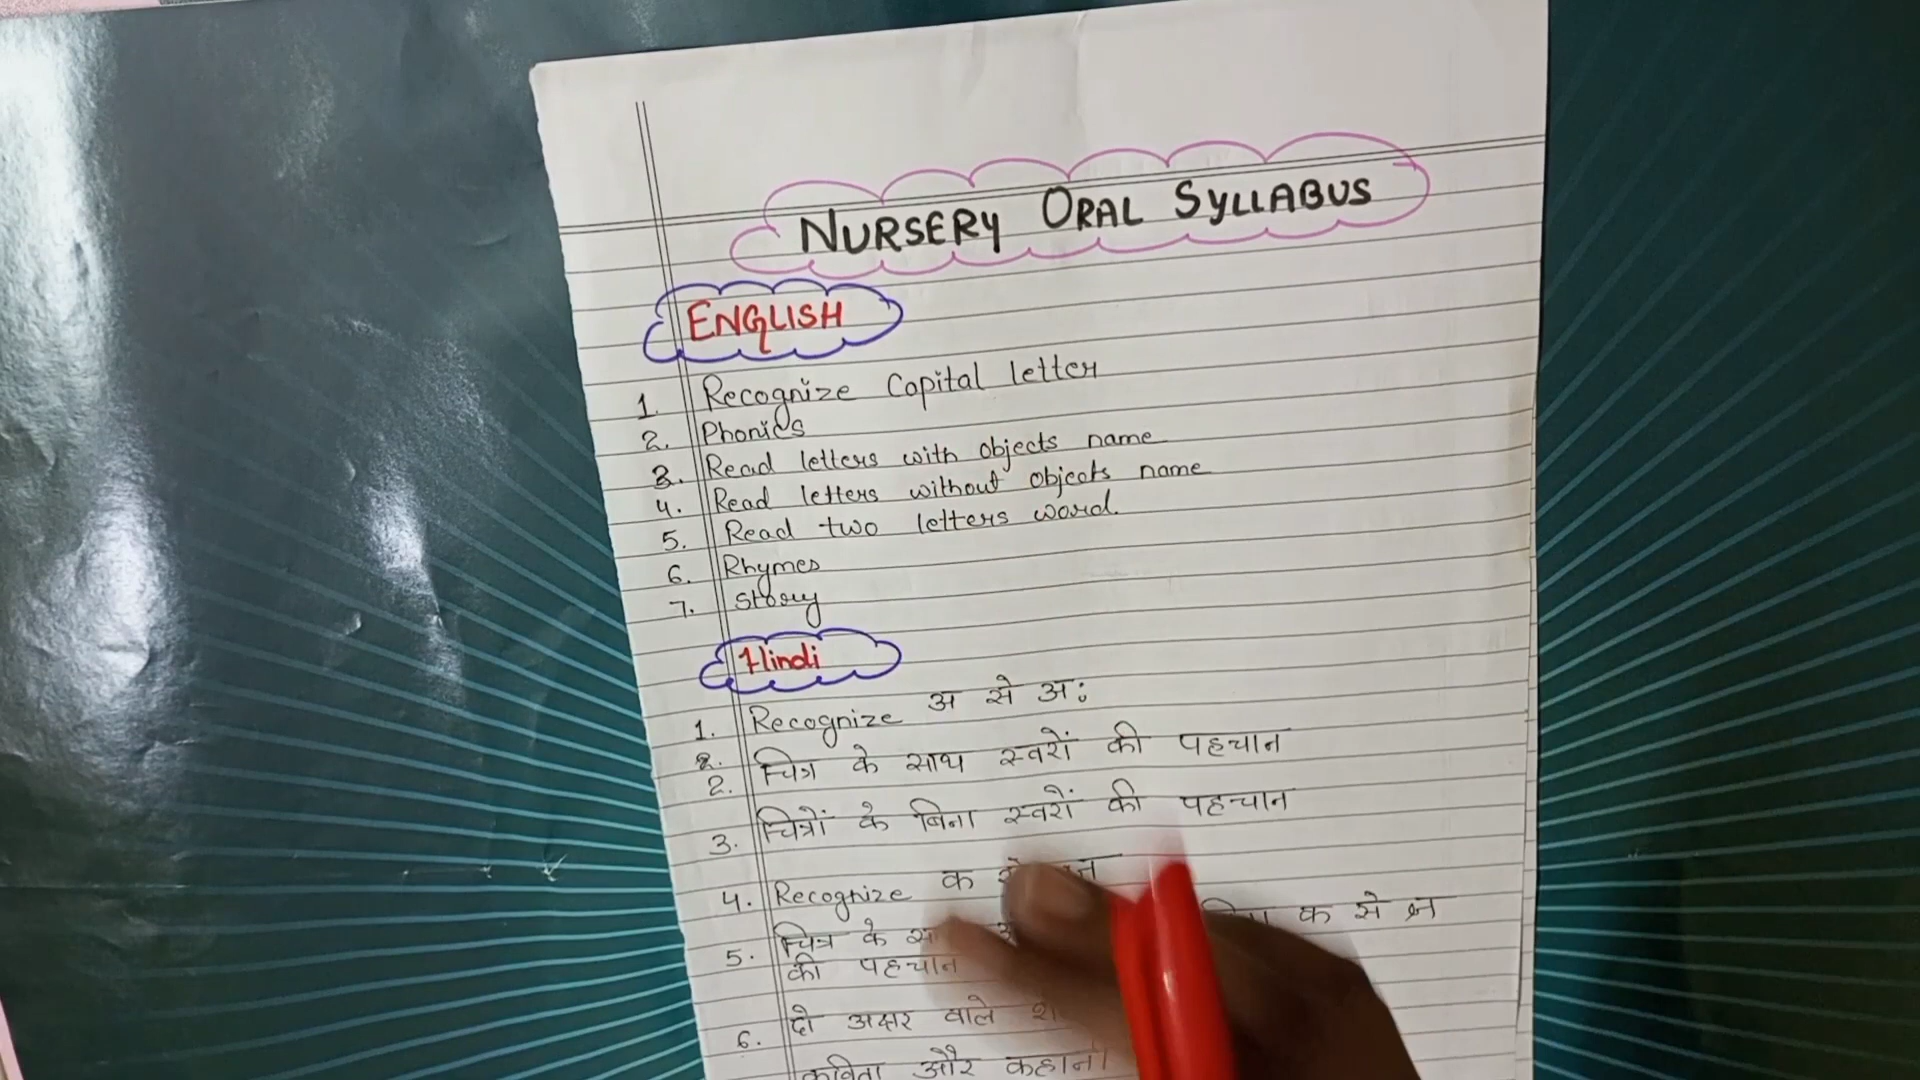 NURSERY ORAL SYLLABUS
ENGLISH
1. Recognize Capital letter
2. Phonics
3. Read letters with objects name
4. Read letters without objects name
5. Read two letters word.
6. Rhymes
7. Story
Hindi
1. Recognize अ से अः
2.
2. चित्र के साथ स्वरों की पहचान
3. चित्रों के बिना स्वरों की पहचान
4. Recognize क
5. चित्र के क से ज्ञ
की पहचान
6. दो अक्षर वाले
कविता और कहानी